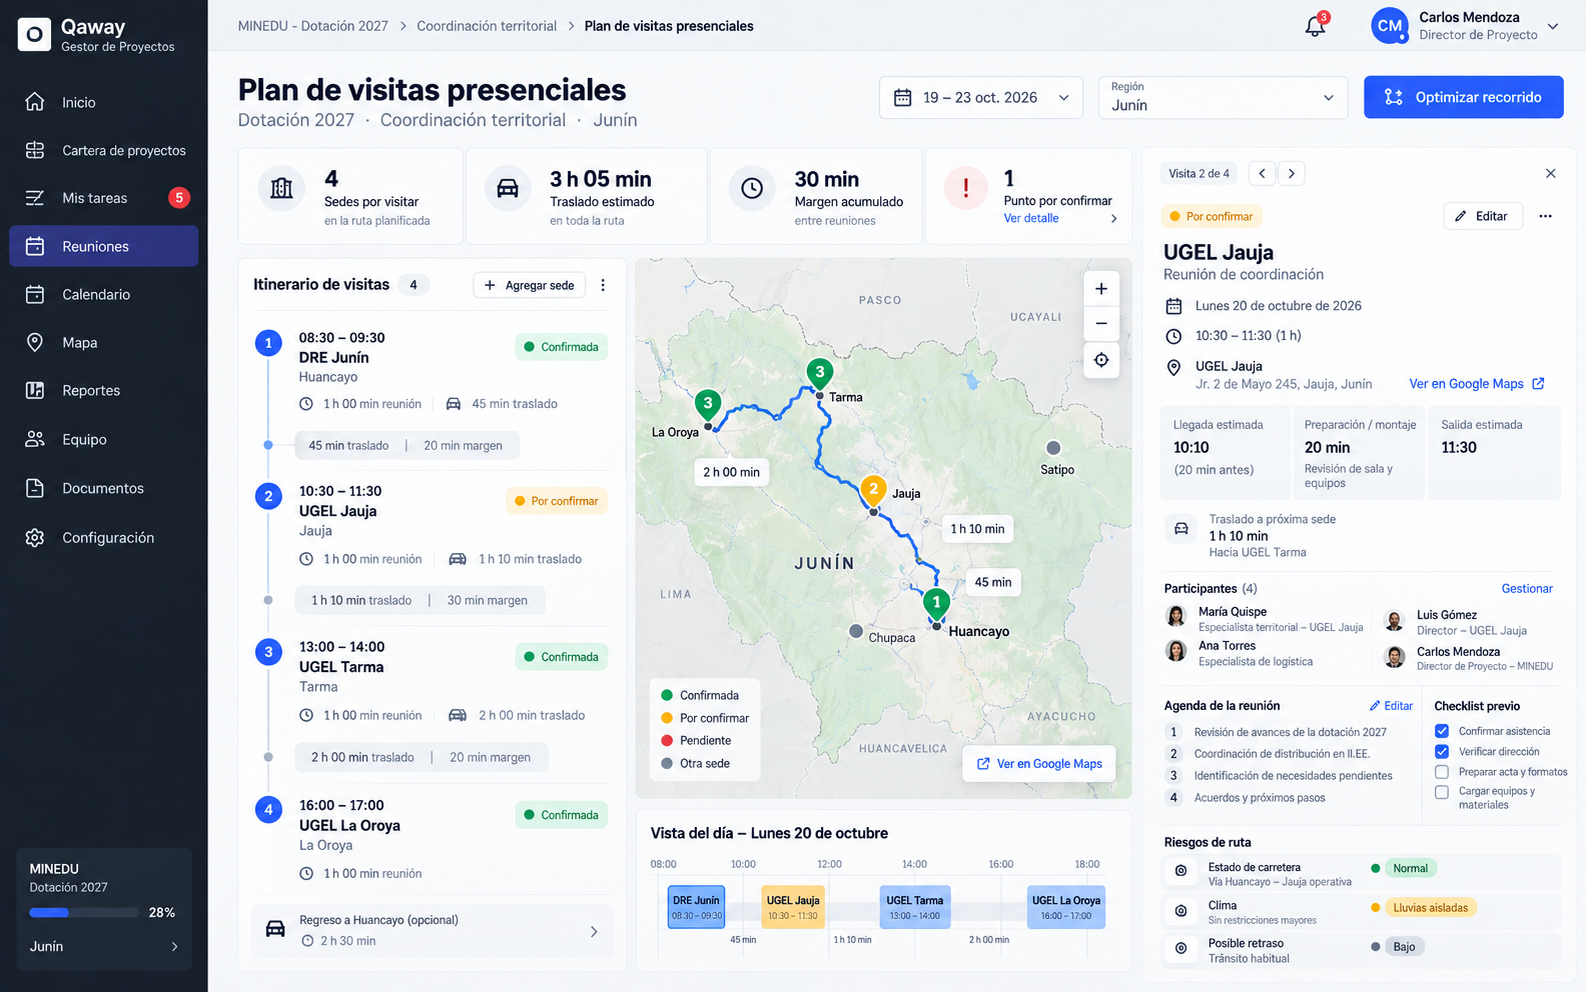 Qaway
Gestor de Proyectos
Inicio
Cartera de proyectos
Mis tareas
5
Reuniones
Calendario
Mapa
Reportes
Equipo
Documentos
Configuración
MINEDU
Dotación 2027
28%
Junín
MINEDU - Dotación 2027
Coordinación territorial
Plan de visitas presenciales
3
CM
Carlos Mendoza
Director de Proyecto
Plan de visitas presenciales
Dotación 2027 · Coordinación territorial · Junín
19 – 23 oct. 2026
Región
Junín
Optimizar recorrido
4
Sedes por visitar
en la ruta planificada
3 h 05 min
Traslado estimado
en toda la ruta
30 min
Margen acumulado
entre reuniones
!
1
Punto por confirmar
Ver detalle
Itinerario de visitas 4
+ Agregar sede
1
08:30 – 09:30
DRE Junín
Huancayo
Confirmada
1 h 00 min reunión
45 min traslado
45 min traslado | 20 min margen
2
10:30 – 11:30
UGEL Jauja
Jauja
Por confirmar
1 h 00 min reunión
1 h 10 min traslado
1 h 10 min traslado | 30 min margen
3
13:00 – 14:00
UGEL Tarma
Tarma
Confirmada
1 h 00 min reunión
2 h 00 min traslado
2 h 00 min traslado | 20 min margen
4
16:00 – 17:00
UGEL La Oroya
La Oroya
Confirmada
1 h 00 min reunión
Regreso a Huancayo (opcional)
2 h 30 min
PASCO
UCAYALI
+
−
3
Tarma
3
La Oroya
2 h 00 min
Satipo
2
Jauja
1 h 10 min
JUNÍN
45 min
LIMA
1
Huancayo
Chupaca
Confirmada
Por confirmar
Pendiente
Otra sede
AYACUCHO
HUANCAVELICA
Ver en Google Maps
Vista del día – Lunes 20 de octubre
08:00 10:00 12:00 14:00 16:00 18:00
DRE Junín
08:30 – 09:30
UGEL Jauja
10:30 – 11:30
UGEL Tarma
13:00 – 14:00
UGEL La Oroya
16:00 – 17:00
45 min
1 h 10 min
2 h 00 min
Visita 2 de 4
Por confirmar
Editar
UGEL Jauja
Reunión de coordinación
Lunes 20 de octubre de 2026
10:30 – 11:30 (1 h)
UGEL Jauja
Jr. 2 de Mayo 245, Jauja, Junín
Ver en Google Maps
Llegada estimada
10:10
(20 min antes)
Preparación / montaje
20 min
Revisión de sala y
equipos
Salida estimada
11:30
Traslado a próxima sede
1 h 10 min
Hacia UGEL Tarma
Participantes (4)
Gestionar
María Quispe
Especialista territorial – UGEL Jauja
Luis Gómez
Director – UGEL Jauja
Ana Torres
Especialista de logística
Carlos Mendoza
Director de Proyecto – MINEDU
Agenda de la reunión
Editar
1 Revisión de avances de la dotación 2027
2 Coordinación de distribución en II.EE.
3 Identificación de necesidades pendientes
4 Acuerdos y próximos pasos
Checklist previo
Confirmar asistencia
Verificar dirección
Preparar acta y formatos
Cargar equipos y
materiales
Riesgos de ruta
Estado de carretera
Vía Huancayo – Jauja operativa
Normal
Clima
Sin restricciones mayores
Lluvias aisladas
Posible retraso
Tránsito habitual
Bajo